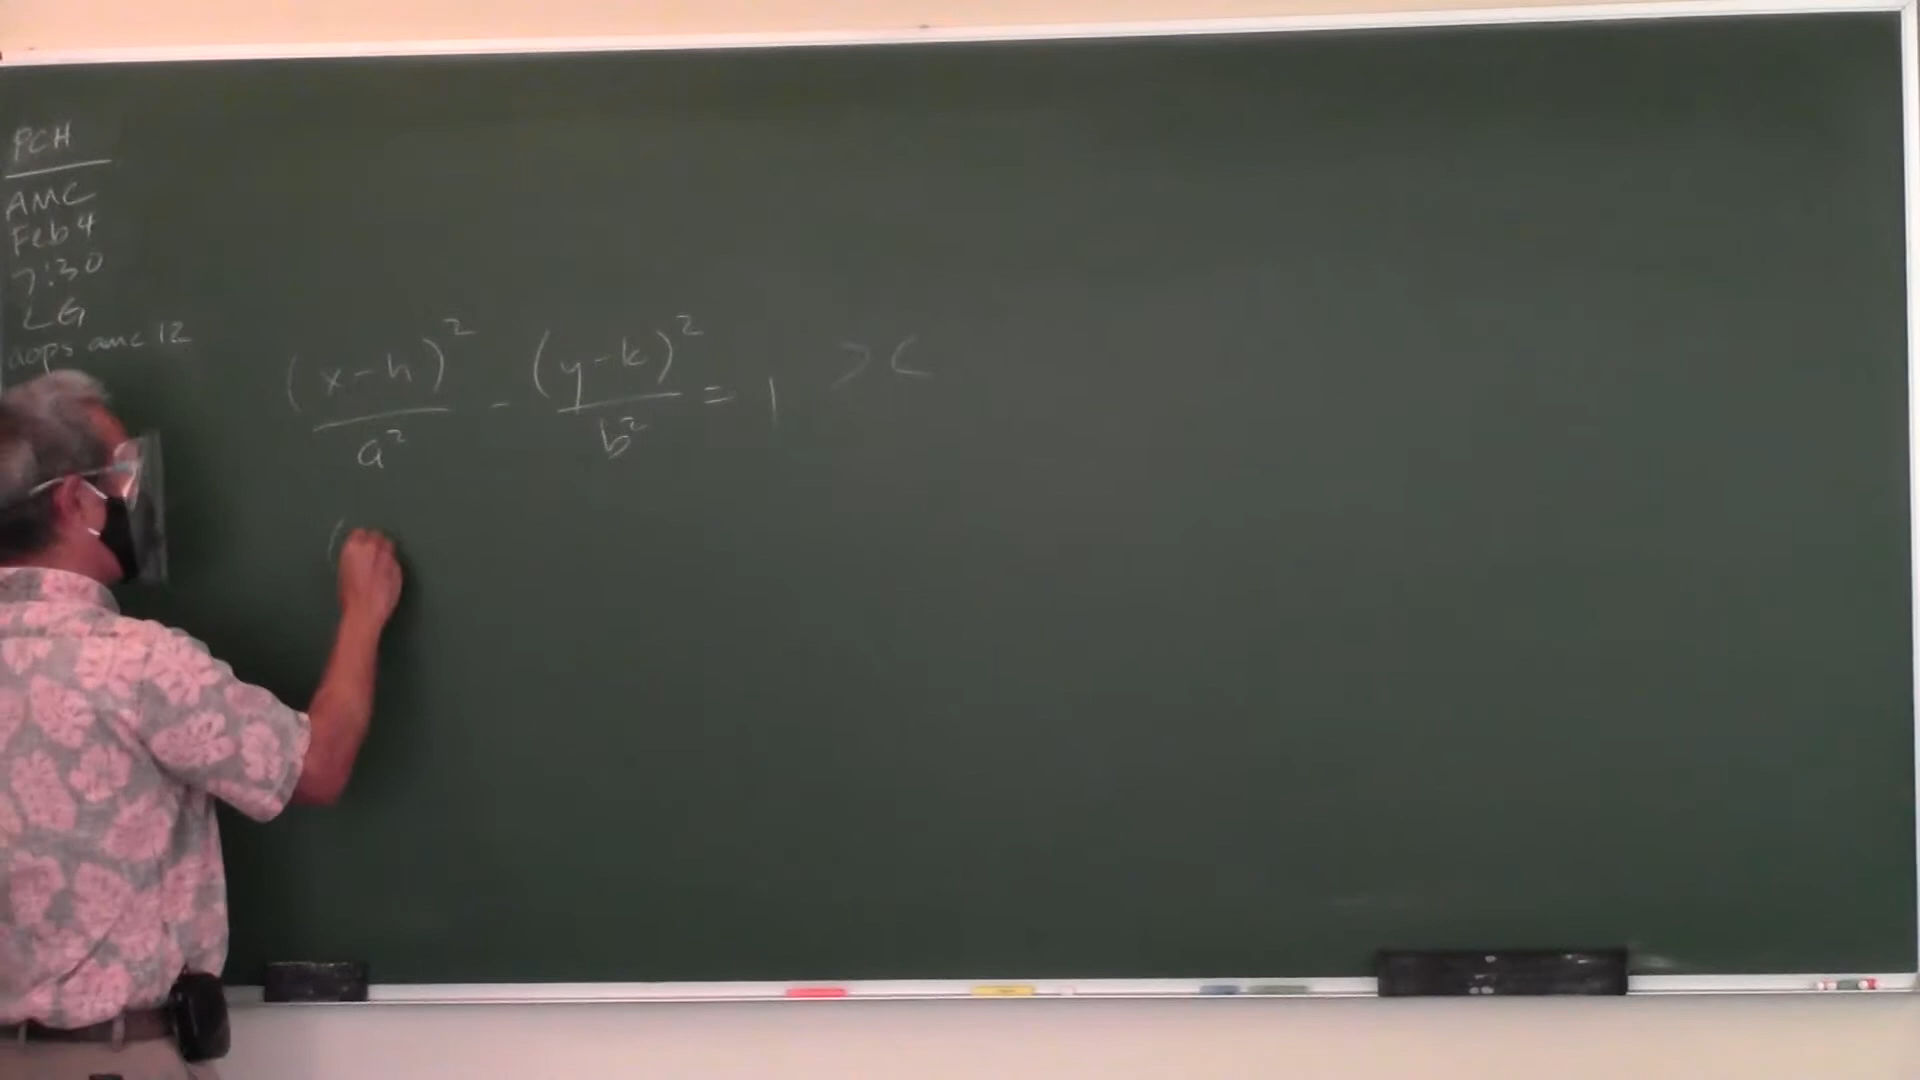 PCH
AMC
Feb 4
7:30
LG
aops amc 12
(x-h)²/a² - (y-k)²/b² = 1 > C
(